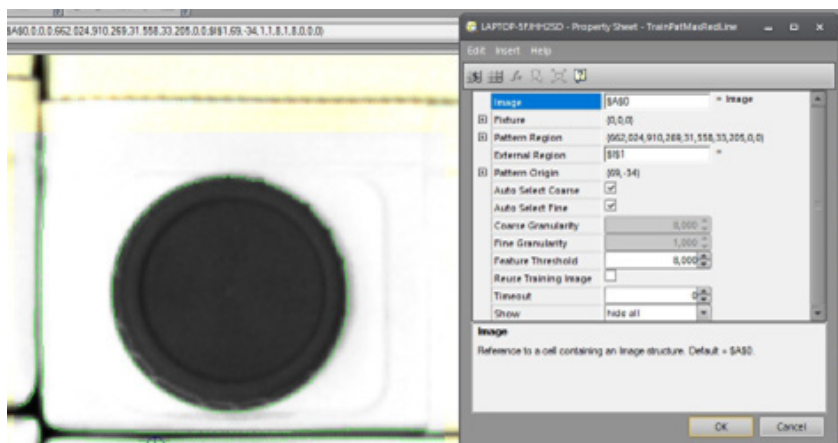 $A$0,0,0,0;662,024,910,269,31,558,33,205,0,0;$I$1,69,-34,1,1,8,1,8,0,0,0)
LAPTOP-5FJHH2SD - Property Sheet - TrainPatMaxRedLine
Edit Insert Help
Image $A$0 = Image
Fixture {0,0,0}
Pattern Region {662,024,910,269,31,558,33,205,0,0}
External Region $I$1 =
Pattern Origin {69,-34}
Auto Select Coarse
Auto Select Fine
Coarse Granularity 8,000
Fine Granularity 1,000
Feature Threshold 8,000
Reuse Training Image
Timeout 0
Show hide all
Image
Reference to a cell containing an Image structure. Default = $A$0.
OK Cancel